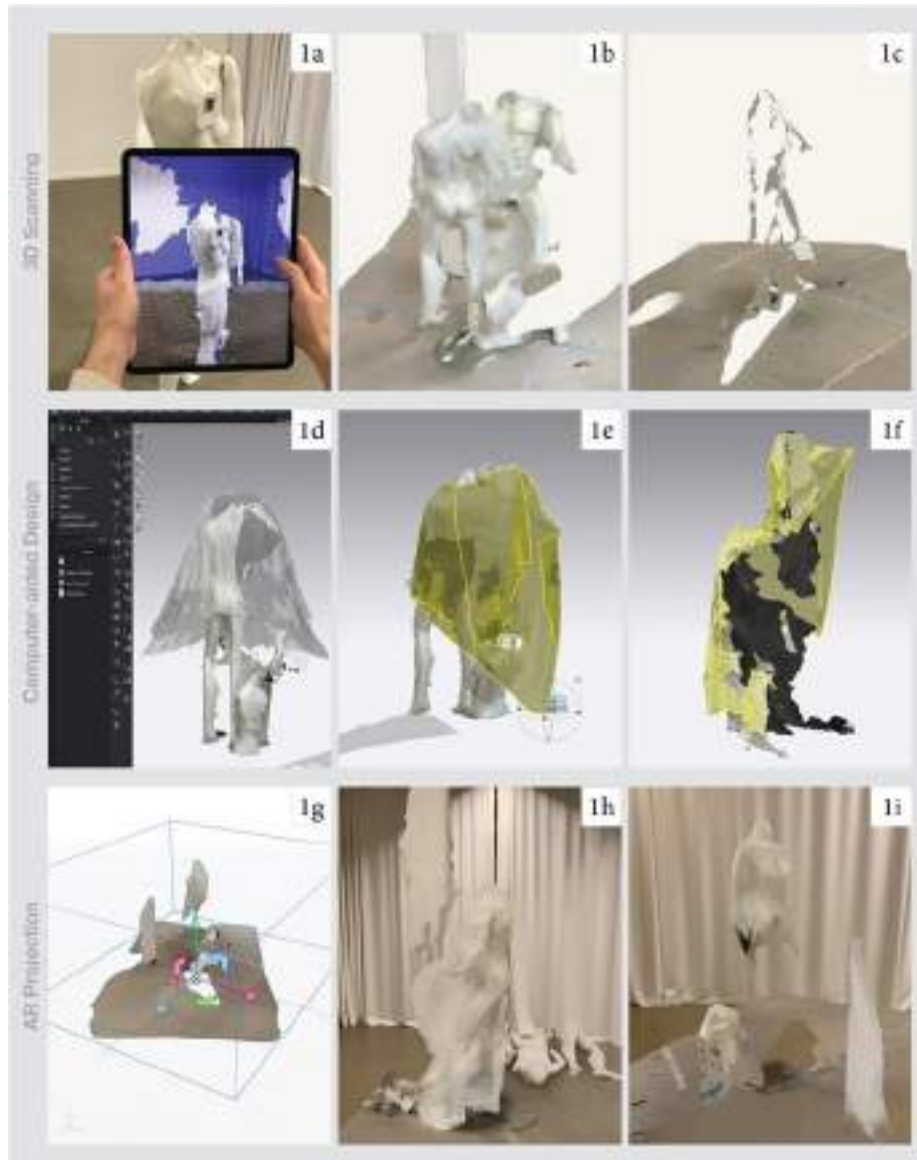 3D Scanning
1a
1b
1c
Computer-aided Design
1d
1e
1f
AR Projection
1g
1h
1i